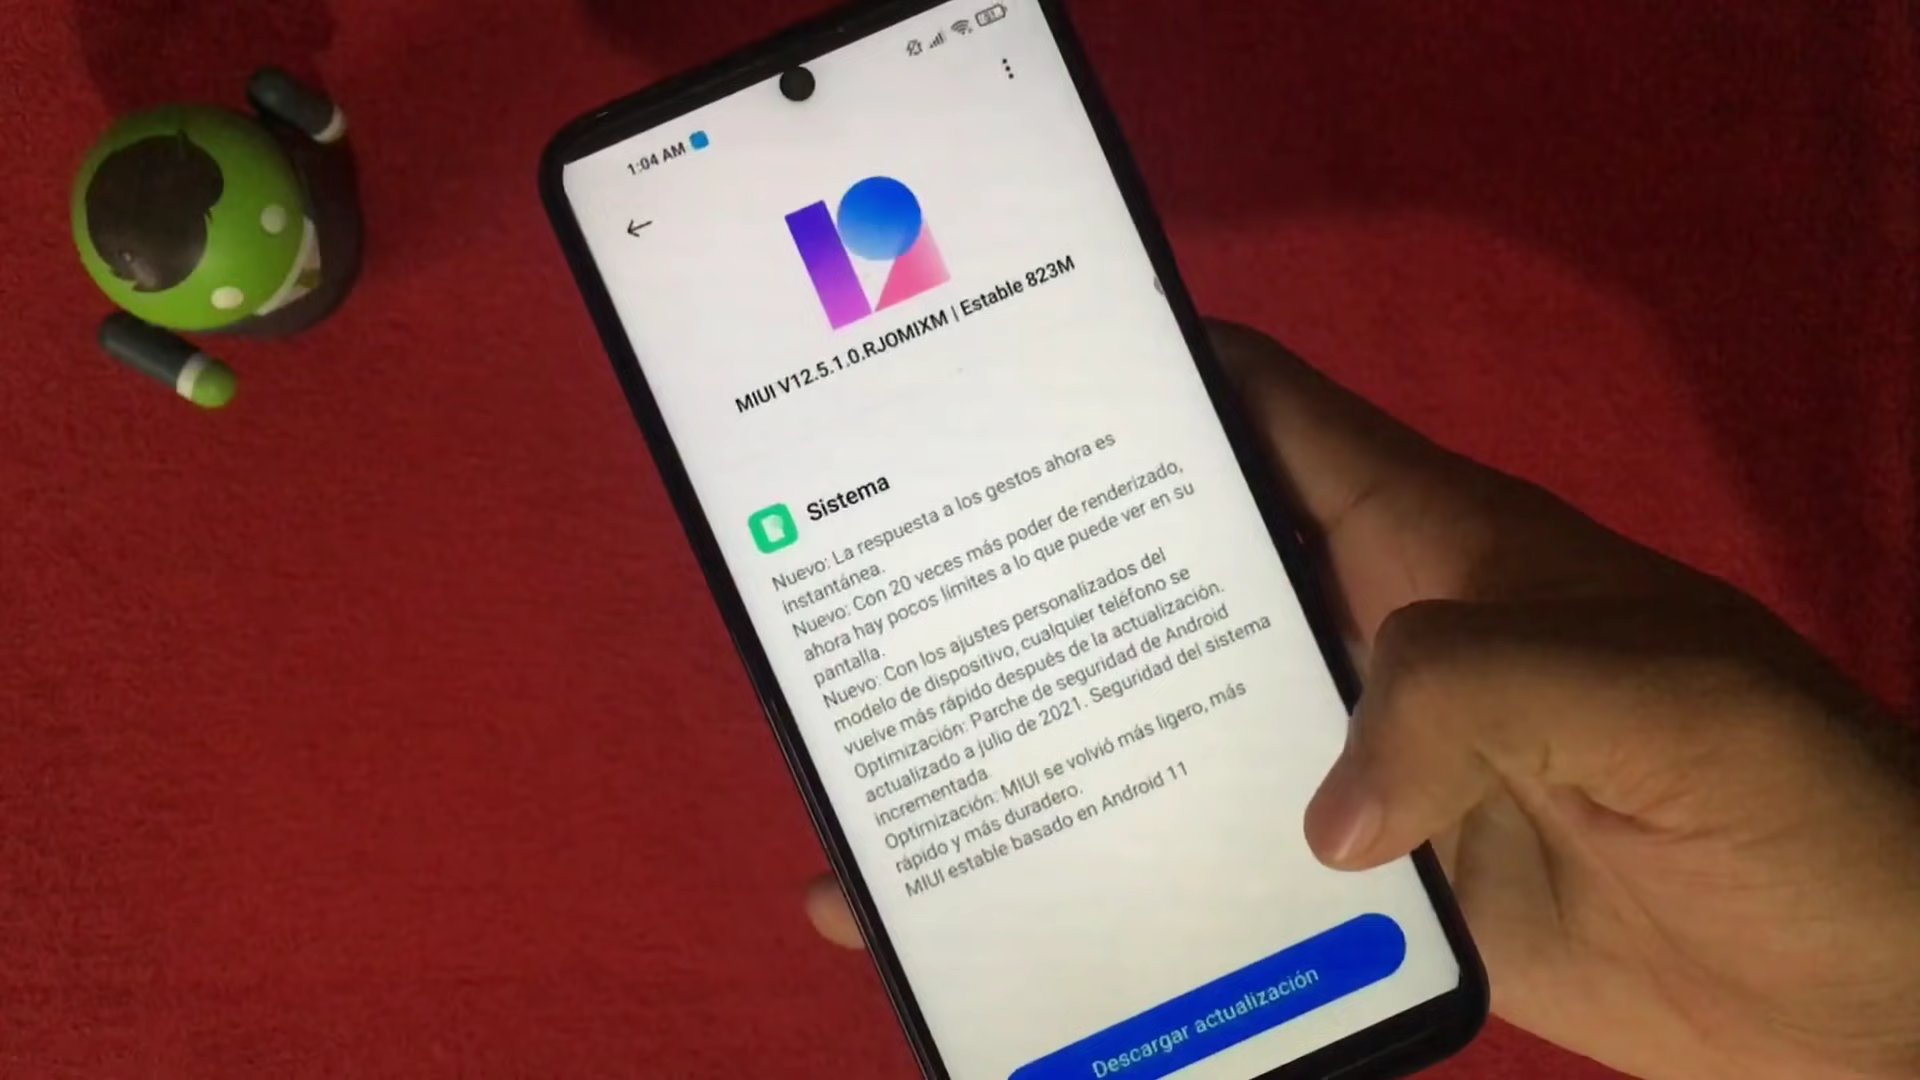 1:04 AM
MIUI V12.5.1.0.RJOMIXM | Estable 823M
Sistema
Nuevo: La respuesta a los gestos ahora es
instantánea.
Nuevo: Con 20 veces más poder de renderizado,
ahora hay pocos límites a lo que puede ver en su
pantalla.
Nuevo: Con los ajustes personalizados del
modelo de dispositivo, cualquier teléfono se
vuelve más rápido después de la actualización.
Optimización: Parche de seguridad de Android
actualizado a julio de 2021. Seguridad del sistema
incrementada.
Optimización: MIUI se volvió más ligero, más
rápido y más duradero.
MIUI estable basado en Android 11
Descargar actualización